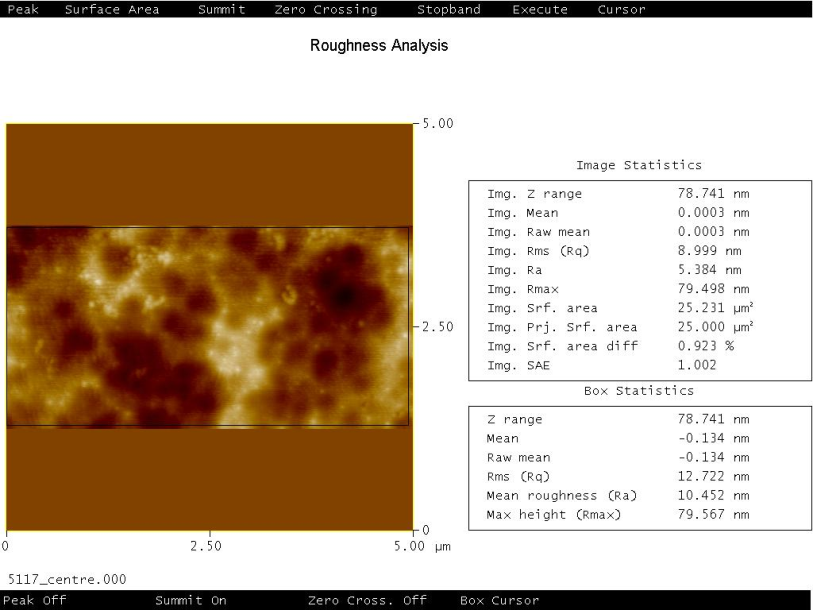 Peak Surface Area Summit Zero Crossing Stopband Execute Cursor
Roughness Analysis
5.00
2.50
0
0 2.50 5.00 µm
Image Statistics
Img. Z range 78.741 nm
Img. Mean 0.0003 nm
Img. Raw mean 0.0003 nm
Img. Rms (Rq) 8.999 nm
Img. Ra 5.384 nm
Img. Rmax 79.498 nm
Img. Srf. area 25.231 µm²
Img. Prj. Srf. area 25.000 µm²
Img. Srf. area diff 0.923 %
Img. SAE 1.002
Box Statistics
Z range 78.741 nm
Mean -0.134 nm
Raw mean -0.134 nm
Rms (Rq) 12.722 nm
Mean roughness (Ra) 10.452 nm
Max height (Rmax) 79.567 nm
5117_centre.000
Peak Off Summit On Zero Cross. Off Box Cursor